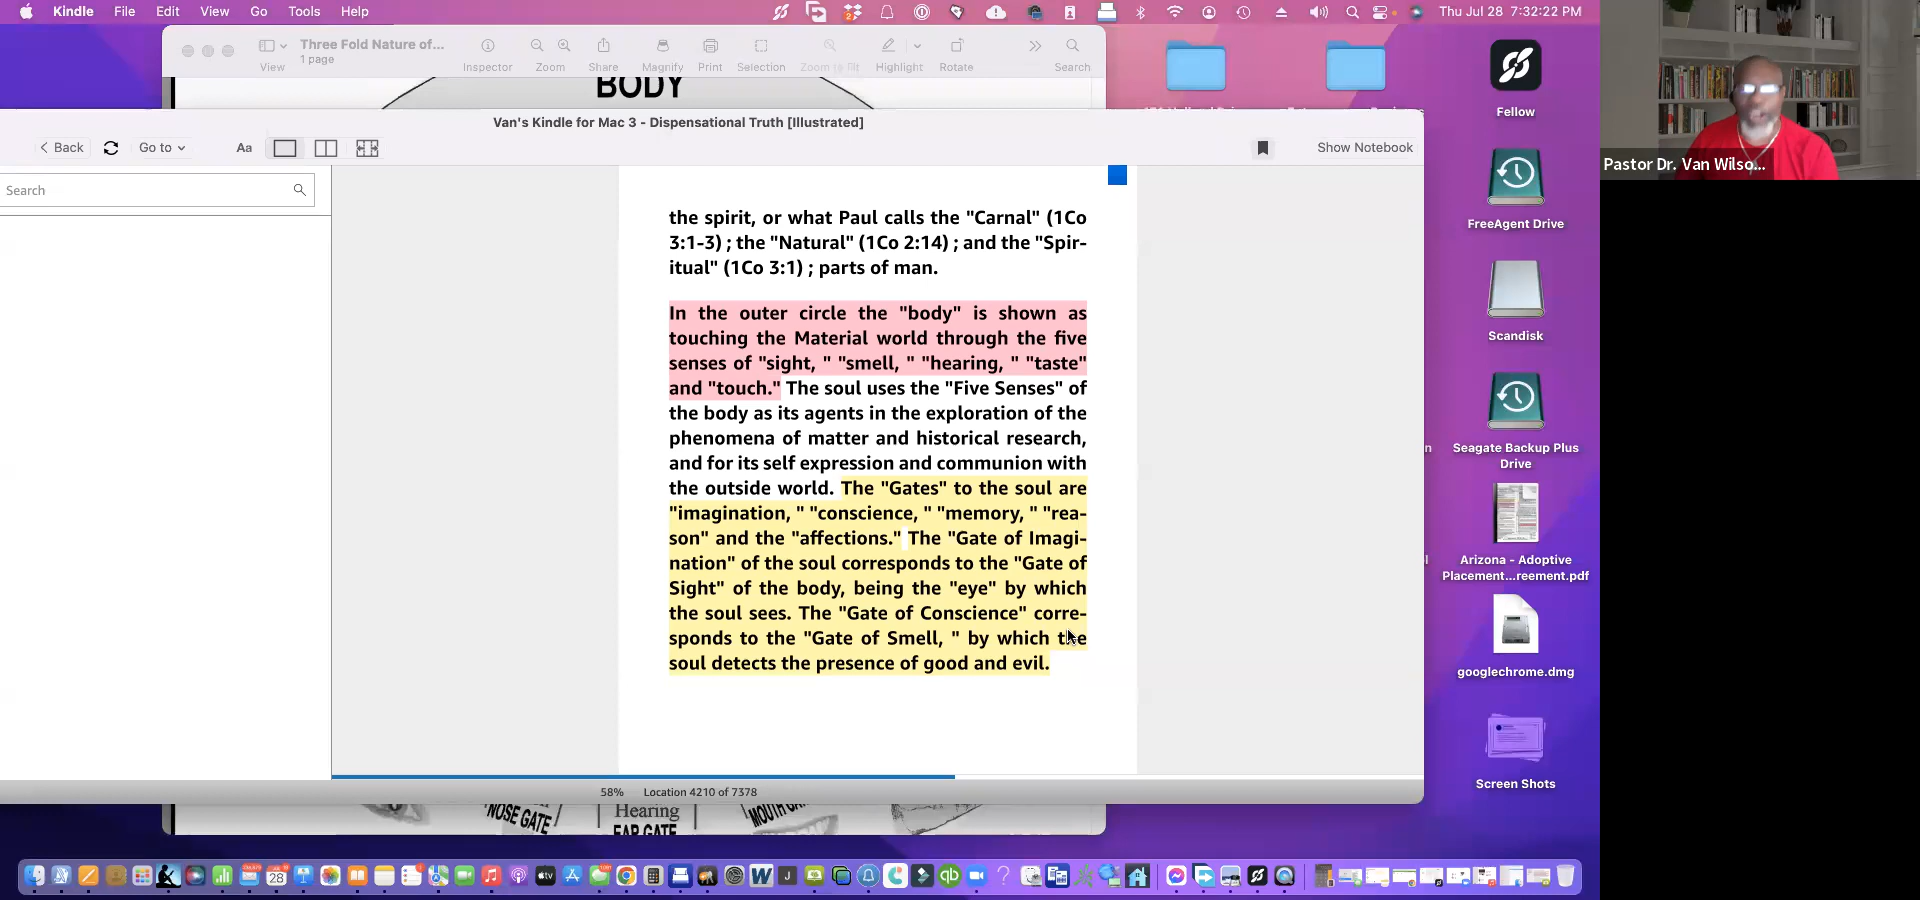 Kindle File Edit View Go Tools Help
Thu Jul 28 7:32:22 PM
Three Fold Nature of...
1 page
View Inspector Zoom Share Magnify Print Selection Zoom to Fit Highlight Rotate Search
BODY
Van's Kindle for Mac 3 - Dispensational Truth [Illustrated]
Back Go to Aa Show Notebook
Search
the spirit, or what Paul calls the "Carnal" (1Co
3:1-3) ; the "Natural" (1Co 2:14) ; and the "Spir-
itual" (1Co 3:1) ; parts of man.
In the outer circle the "body" is shown as
touching the Material world through the five
senses of "sight, " "smell, " "hearing, " "taste"
and "touch." The soul uses the "Five Senses" of
the body as its agents in the exploration of the
phenomena of matter and historical research,
and for its self expression and communion with
the outside world. The "Gates" to the soul are
"imagination, " "conscience, " "memory, " "rea-
son" and the "affections." The "Gate of Imagi-
nation" of the soul corresponds to the "Gate of
Sight" of the body, being the "eye" by which
the soul sees. The "Gate of Conscience" corre-
sponds to the "Gate of Smell, " by which the
soul detects the presence of good and evil.
58% Location 4210 of 7378
NOSE GATE
Hearing
EAR GATE
Fellow
FreeAgent Drive
Scandisk
Seagate Backup Plus
Drive
Arizona - Adoptive
Placement...reement.pdf
googlechrome.dmg
Screen Shots
Pastor Dr. Van Wilso...